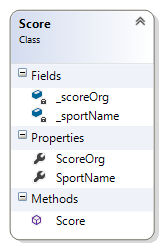 Score
Class
Fields
_scoreOrg
_sportName
Properties
ScoreOrg
SportName
Methods
Score